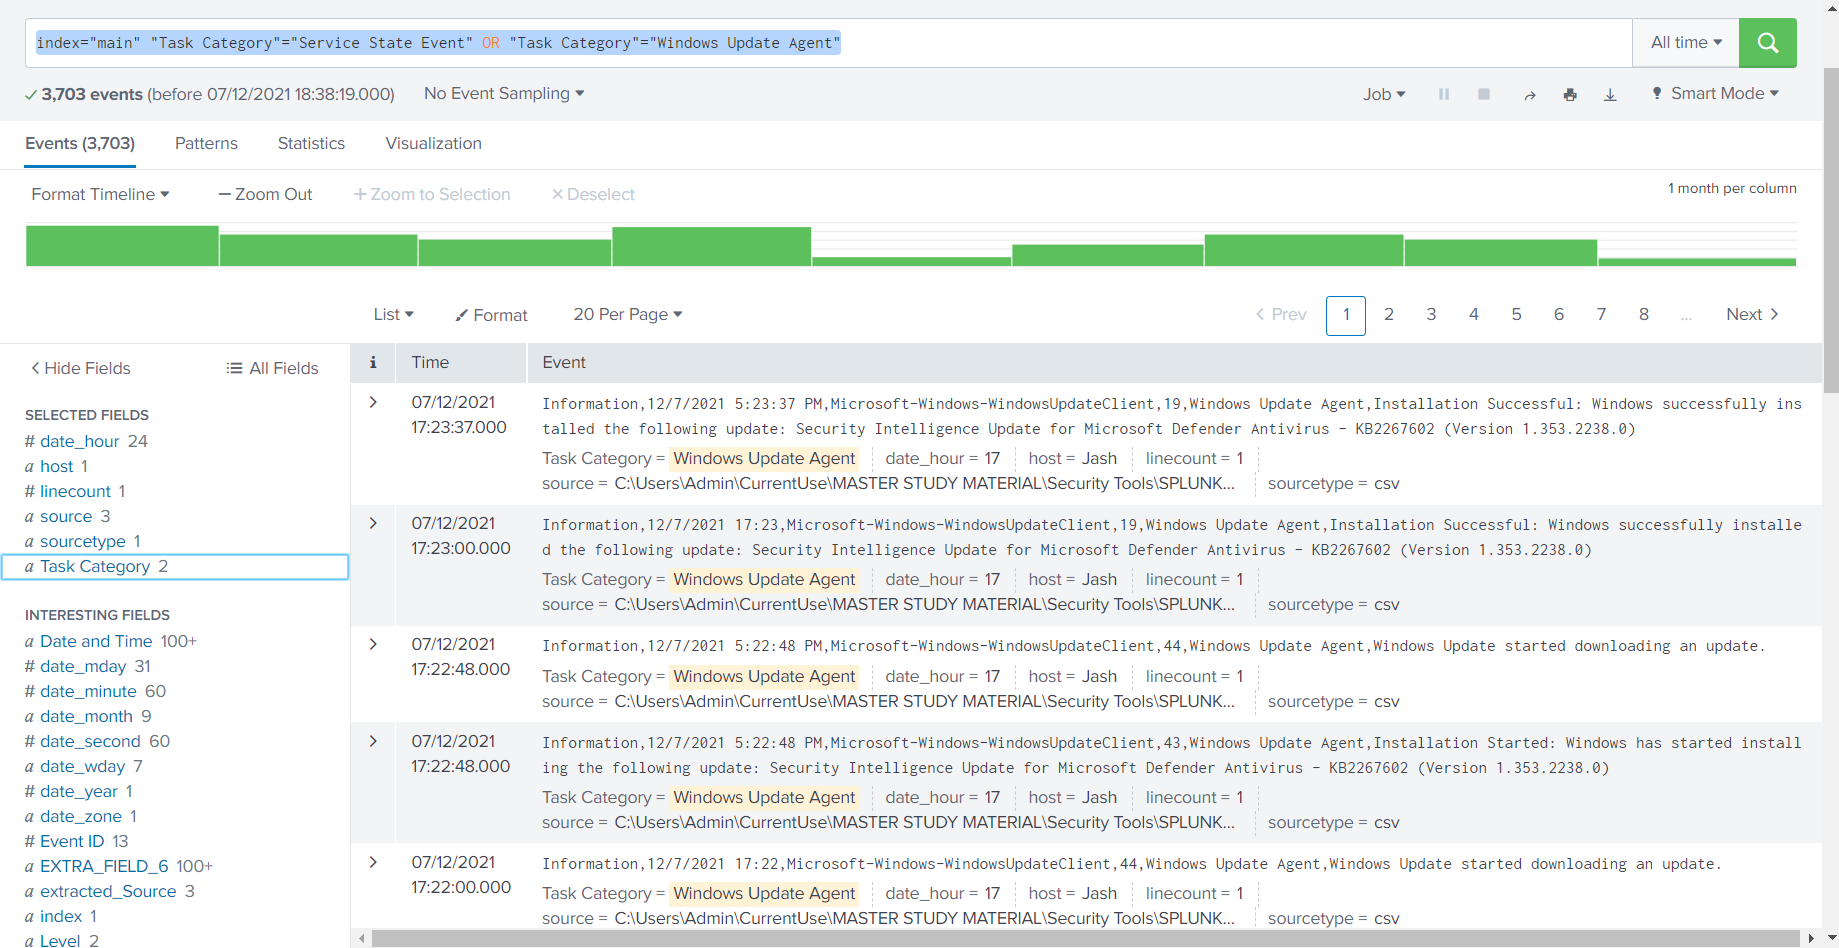 index="main" "Task Category"="Service State Event" OR "Task Category"="Windows Update Agent"
All time
3,703 events (before 07/12/2021 18:38:19.000)
No Event Sampling
Job
Smart Mode
Events (3,703)
Patterns
Statistics
Visualization
Format Timeline
Zoom Out
Zoom to Selection
Deselect
1 month per column
List
Format
20 Per Page
Prev
1 2 3 4 5 6 7 8 ...
Next
Hide Fields
All Fields
SELECTED FIELDS
# date_hour 24
a host 1
# linecount 1
a source 3
a sourcetype 1
a Task Category 2
INTERESTING FIELDS
a Date and Time 100+
# date_mday 31
# date_minute 60
a date_month 9
# date_second 60
a date_wday 7
# date_year 1
a date_zone 1
# Event ID 13
a EXTRA_FIELD_6 100+
a extracted_Source 3
a index 1
a Level 2
i
Time
Event
07/12/2021
17:23:37.000
Information,12/7/2021 5:23:37 PM,Microsoft-Windows-WindowsUpdateClient,19,Windows Update Agent,Installation Successful: Windows successfully ins
talled the following update: Security Intelligence Update for Microsoft Defender Antivirus - KB2267602 (Version 1.353.2238.0)
Task Category = Windows Update Agent date_hour = 17 host = Jash linecount = 1
source = C:\Users\Admin\CurrentUse\MASTER STUDY MATERIAL\Security Tools\SPLUNK... sourcetype = csv
07/12/2021
17:23:00.000
Information,12/7/2021 17:23,Microsoft-Windows-WindowsUpdateClient,19,Windows Update Agent,Installation Successful: Windows successfully installe
d the following update: Security Intelligence Update for Microsoft Defender Antivirus - KB2267602 (Version 1.353.2238.0)
Task Category = Windows Update Agent date_hour = 17 host = Jash linecount = 1
source = C:\Users\Admin\CurrentUse\MASTER STUDY MATERIAL\Security Tools\SPLUNK... sourcetype = csv
07/12/2021
17:22:48.000
Information,12/7/2021 5:22:48 PM,Microsoft-Windows-WindowsUpdateClient,44,Windows Update Agent,Windows Update started downloading an update.
Task Category = Windows Update Agent date_hour = 17 host = Jash linecount = 1
source = C:\Users\Admin\CurrentUse\MASTER STUDY MATERIAL\Security Tools\SPLUNK... sourcetype = csv
07/12/2021
17:22:48.000
Information,12/7/2021 5:22:48 PM,Microsoft-Windows-WindowsUpdateClient,43,Windows Update Agent,Installation Started: Windows has started install
ing the following update: Security Intelligence Update for Microsoft Defender Antivirus - KB2267602 (Version 1.353.2238.0)
Task Category = Windows Update Agent date_hour = 17 host = Jash linecount = 1
source = C:\Users\Admin\CurrentUse\MASTER STUDY MATERIAL\Security Tools\SPLUNK... sourcetype = csv
07/12/2021
17:22:00.000
Information,12/7/2021 17:22,Microsoft-Windows-WindowsUpdateClient,44,Windows Update Agent,Windows Update started downloading an update.
Task Category = Windows Update Agent date_hour = 17 host = Jash linecount = 1
source = C:\Users\Admin\CurrentUse\MASTER STUDY MATERIAL\Security Tools\SPLUNK... sourcetype = csv